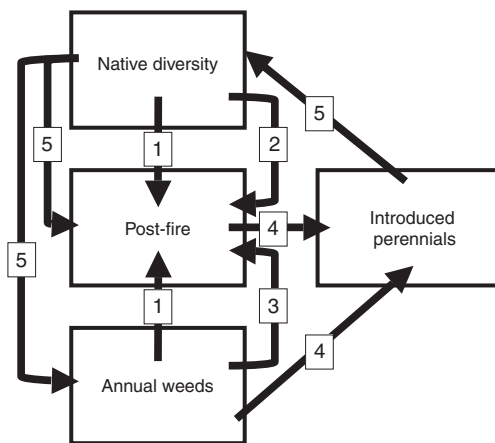 Native diversity
5
1
2
5
Post-fire
4
Introduced
perennials
5
1
3
4
Annual weeds